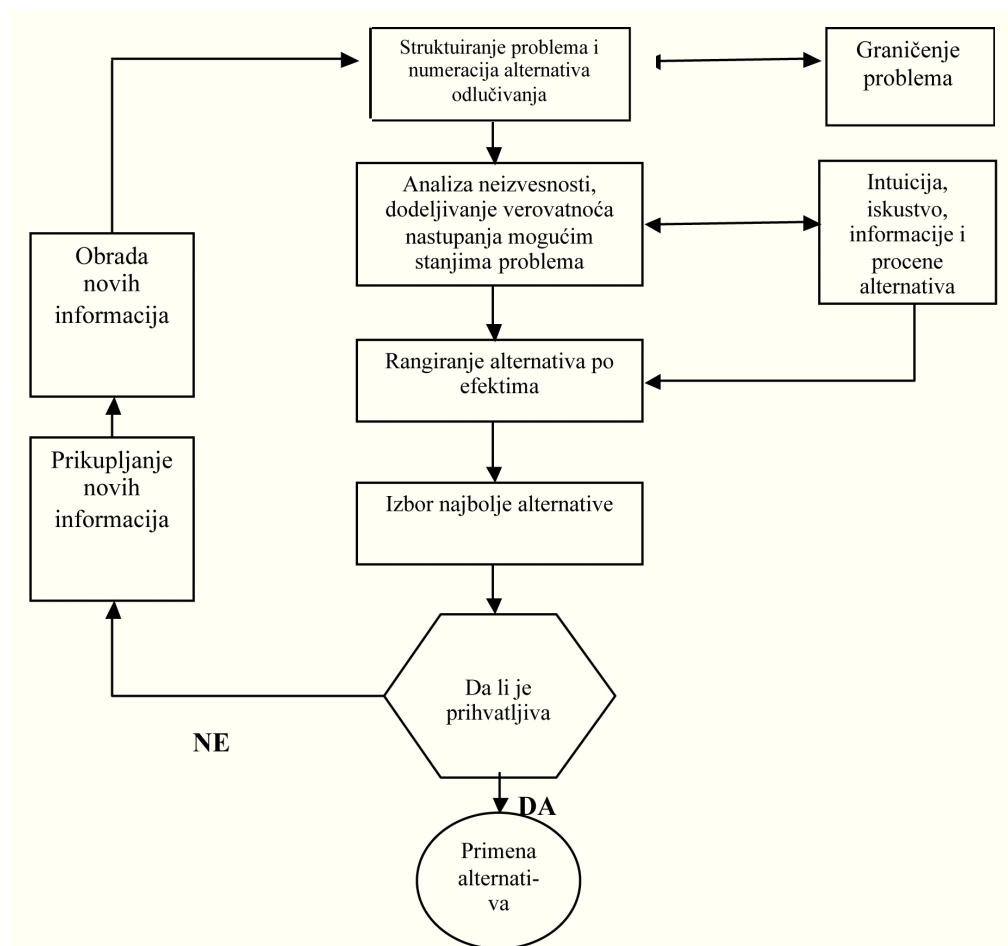 Struktuiranje problema i
numeracija alternativa
odlučivanja
Graničenje
problema
Analiza neizvesnosti,
dodeljivanje verovatnoća
nastupanja mogućim
stanjima problema
Intuicija,
iskustvo,
informacije i
procene
alternativa
Obrada
novih
informacija
Rangiranje alternativa po
efektima
Prikupljanje
novih
informacija
Izbor najbolje alternative
Da li je
prihvatljiva
NE
DA
Primena
alternati-
va